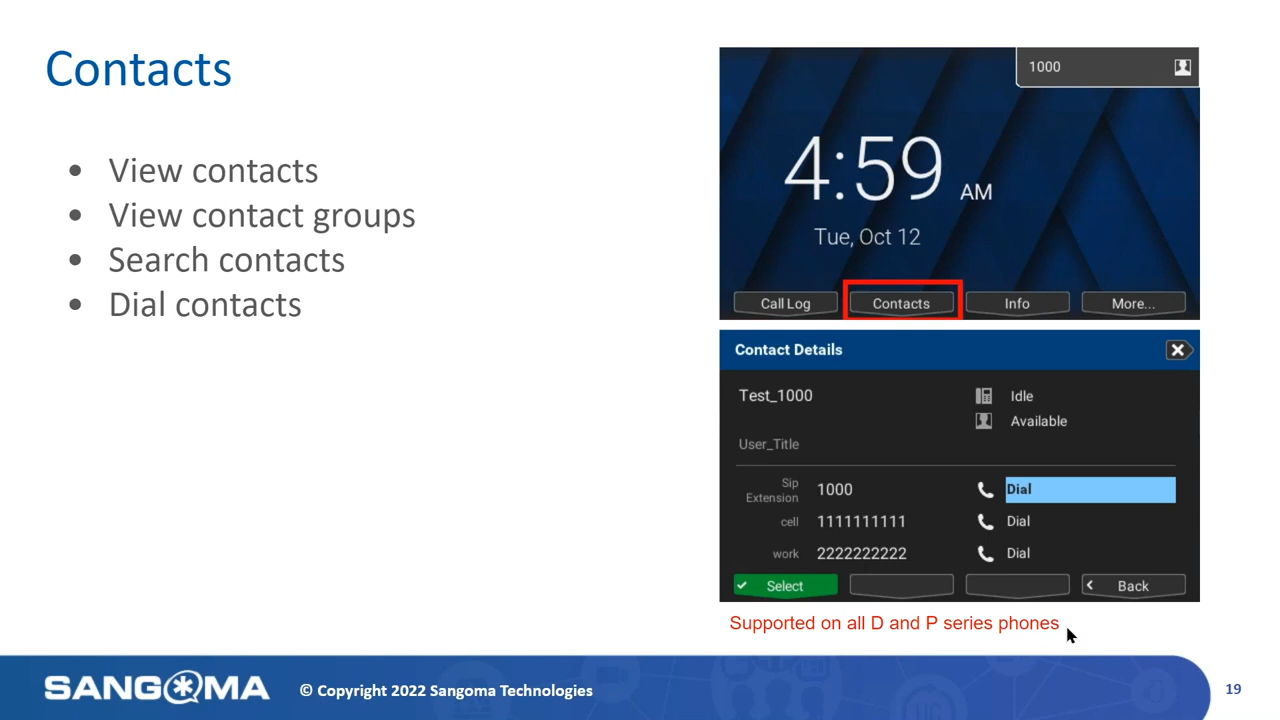 Contacts
• View contacts
• View contact groups
• Search contacts
• Dial contacts
1000
4:59 AM
Tue, Oct 12
Call Log Contacts Info More...
Contact Details
Test_1000 Idle
Available
User_Title
Sip
Extension 1000 Dial
cell 1111111111 Dial
work 2222222222 Dial
Select Back
Supported on all D and P series phones
SANGOMA © Copyright 2022 Sangoma Technologies 19